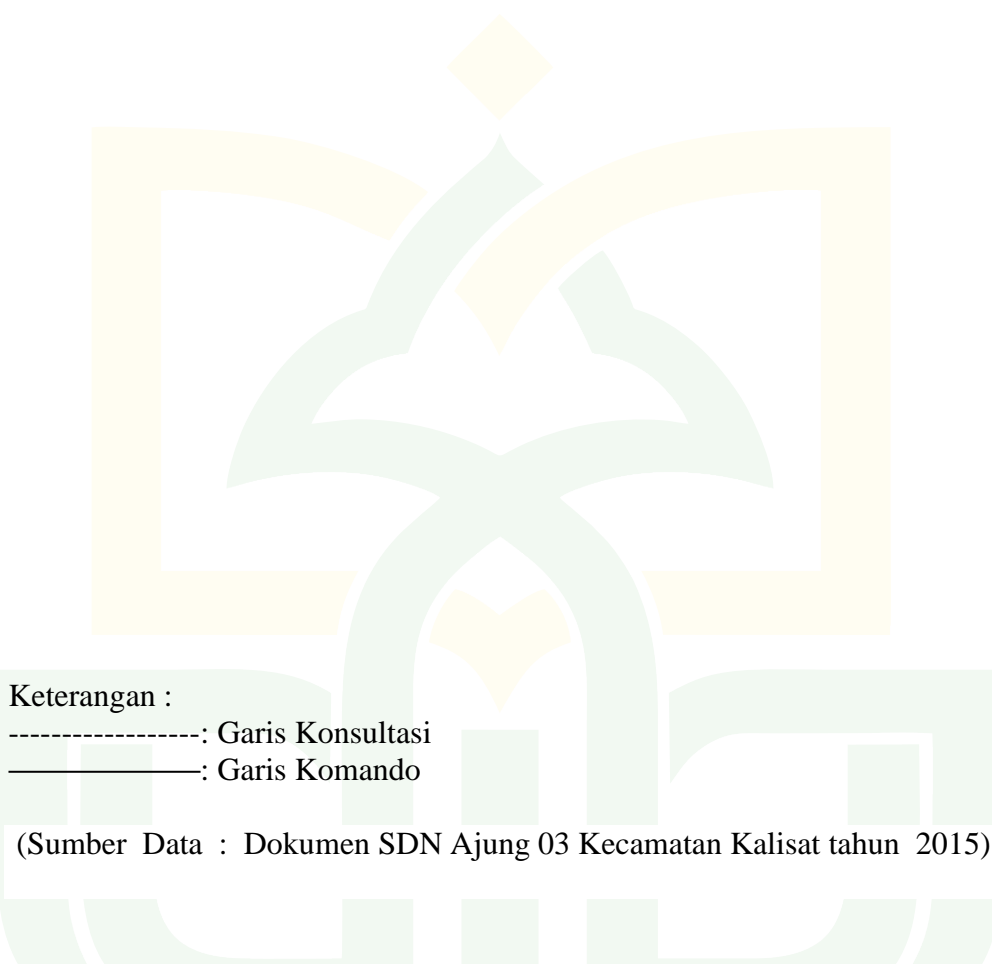 Keterangan :
------------------: Garis Konsultasi
——————: Garis Komando
(Sumber Data : Dokumen SDN Ajung 03 Kecamatan Kalisat tahun 2015)